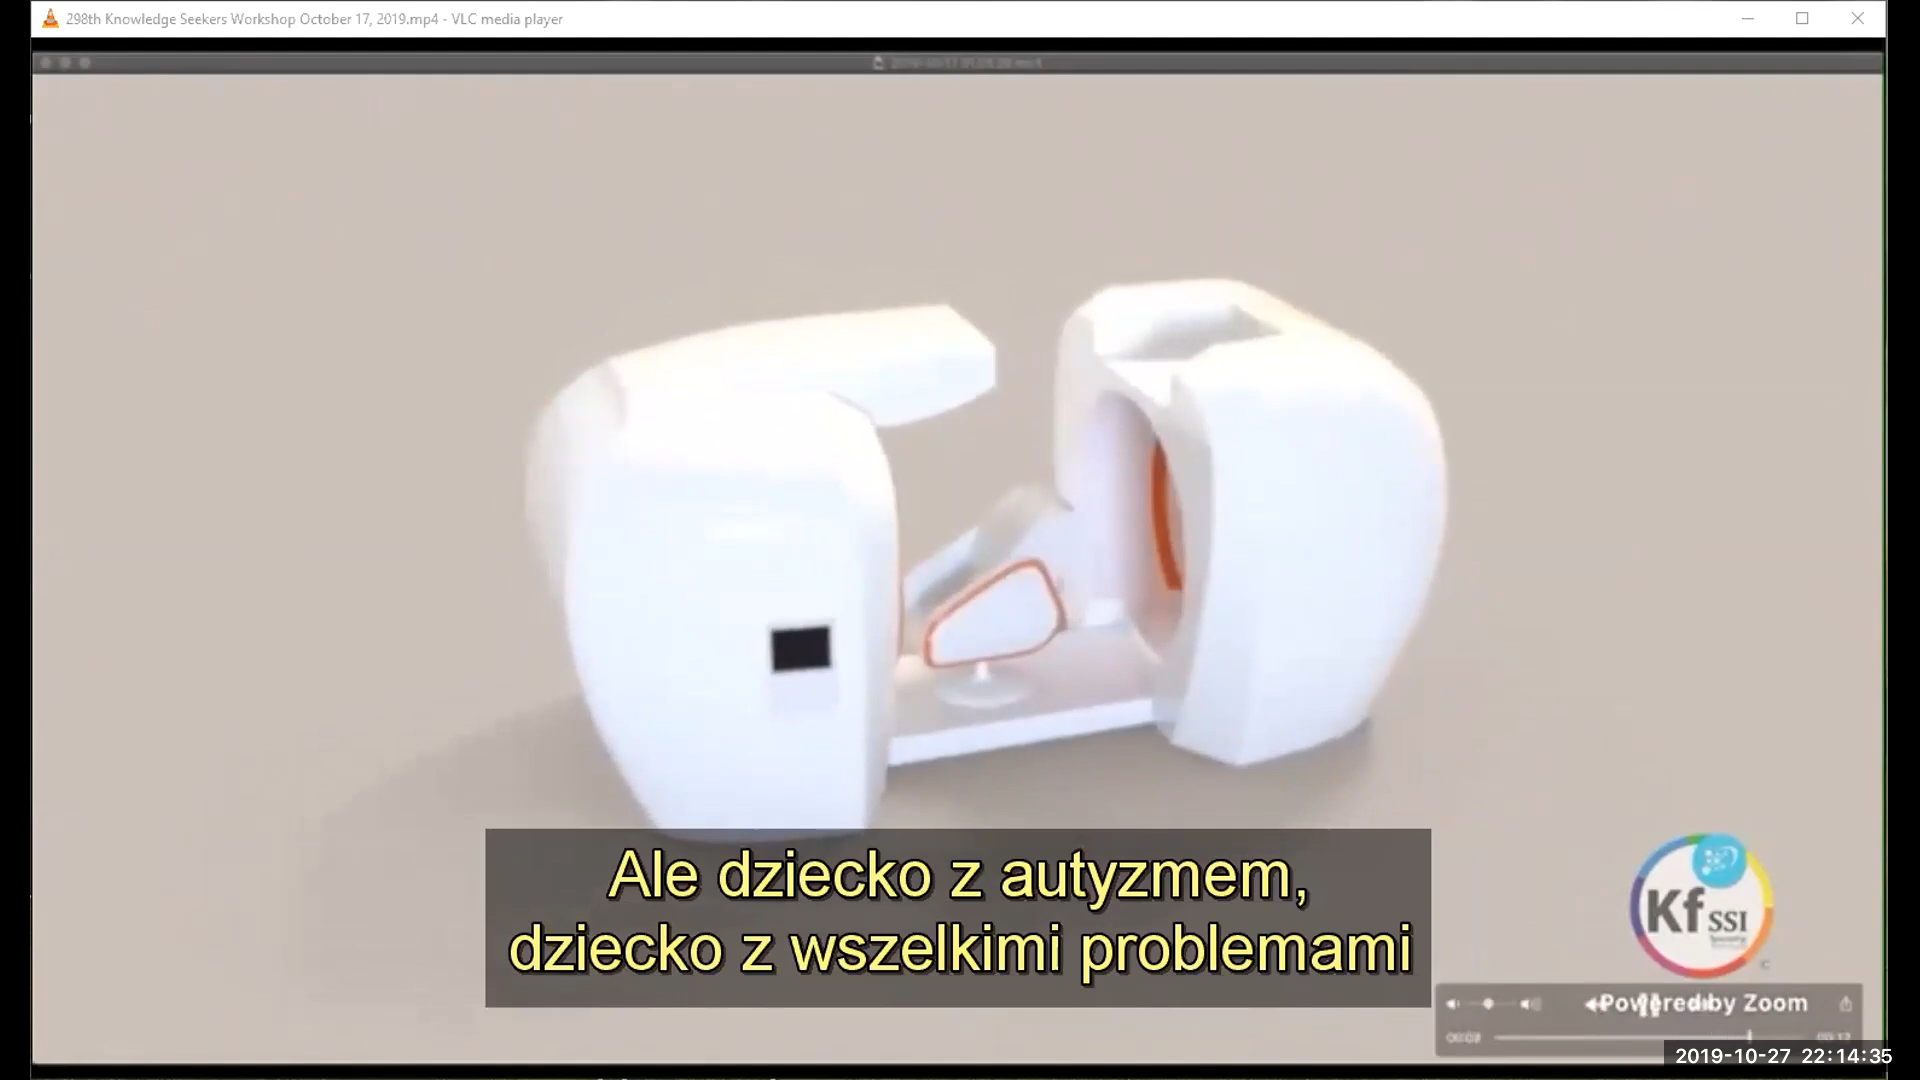 298th Knowledge Seekers Workshop October 17, 2019.mp4 - VLC media player
Ale dziecko z autyzmem,
dziecko z wszelkimi problemami
Kf SSI
Powered by Zoom
2019-10-27 22:14:35